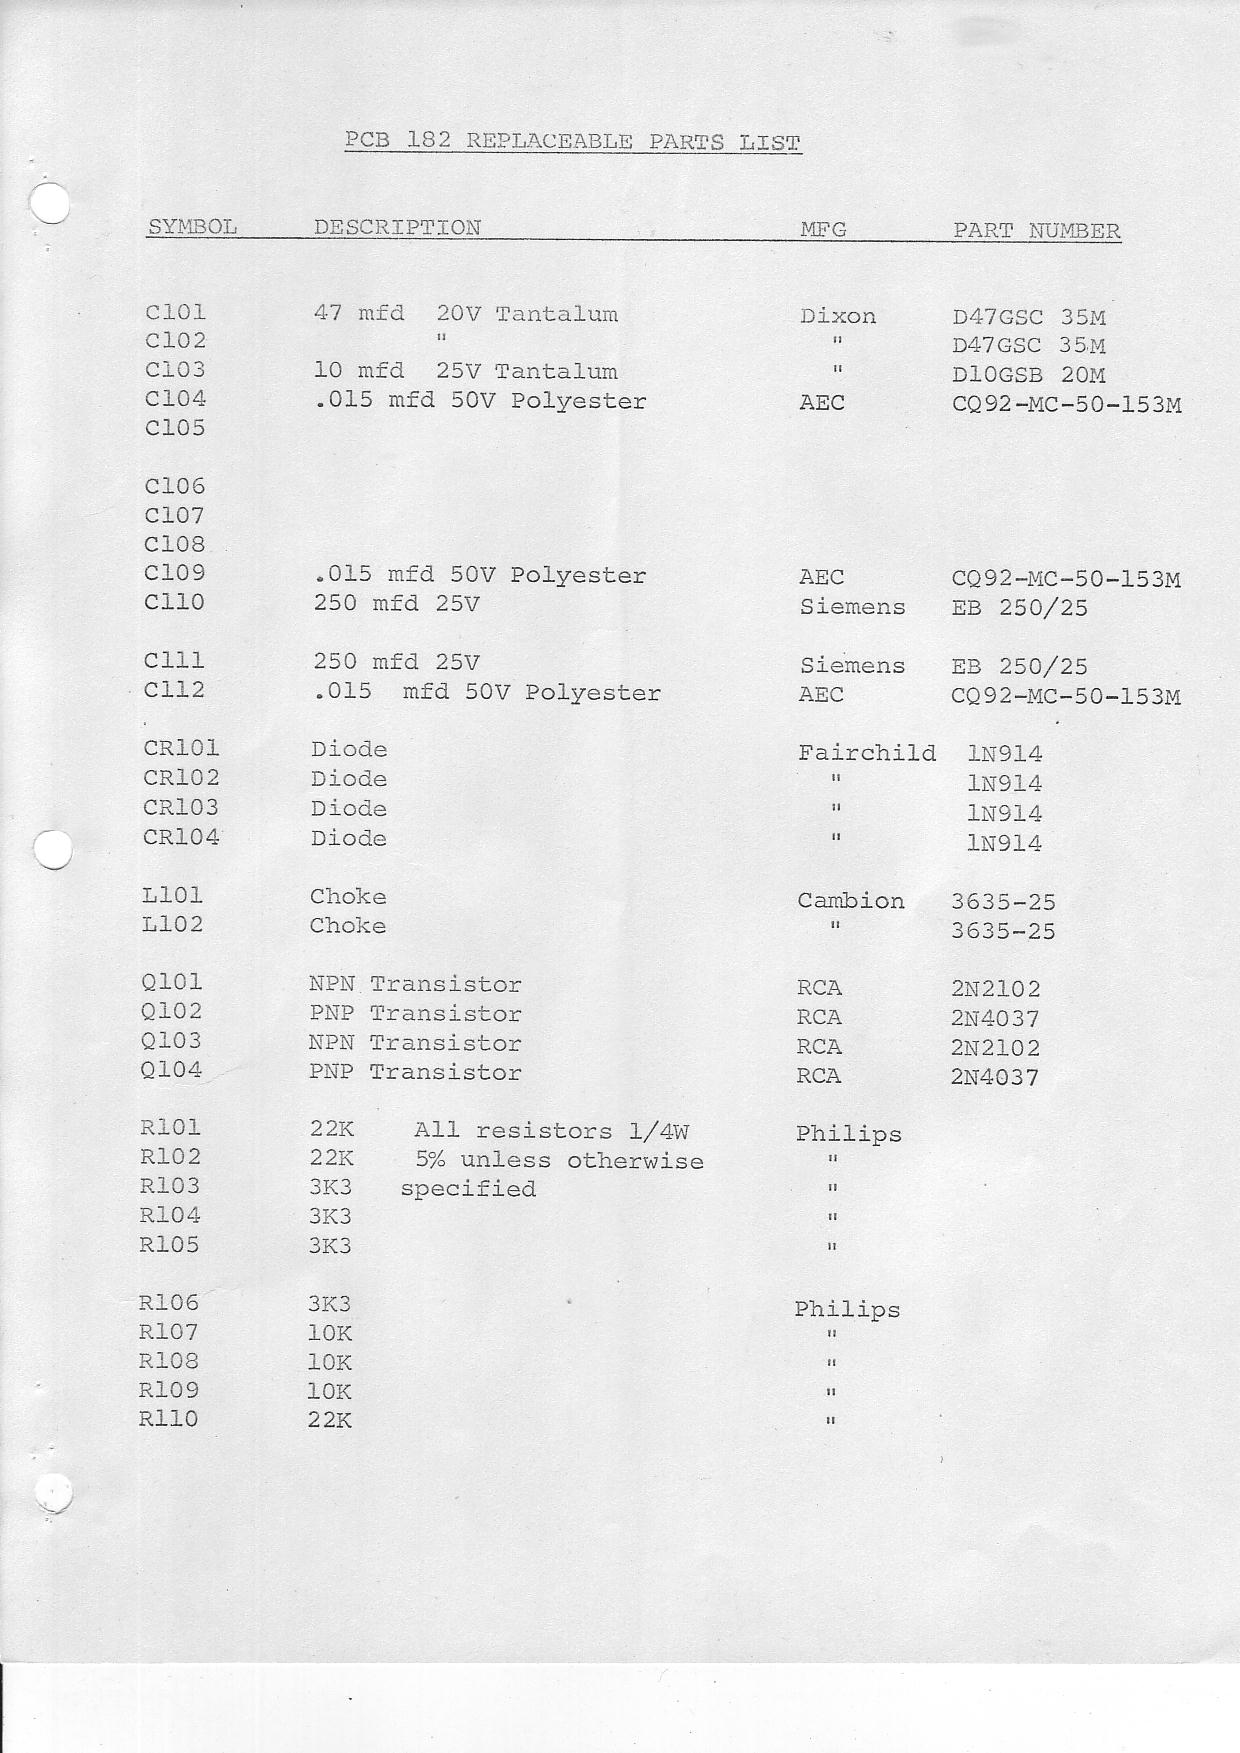 PCB 182 REPLACEABLE PARTS LIST
SYMBOL DESCRIPTION MFG PART NUMBER
C101 47 mfd 20V Tantalum Dixon D47GSC 35M
C102 " " D47GSC 35M
C103 10 mfd 25V Tantalum " D10GSB 20M
C104 .015 mfd 50V Polyester AEC CQ92-MC-50-153M
C105
C106
C107
C108
C109 .015 mfd 50V Polyester AEC CQ92-MC-50-153M
C110 250 mfd 25V Siemens EB 250/25
C111 250 mfd 25V Siemens EB 250/25
C112 .015 mfd 50V Polyester AEC CQ92-MC-50-153M
CR101 Diode Fairchild 1N914
CR102 Diode " 1N914
CR103 Diode " 1N914
CR104 Diode " 1N914
L101 Choke Cambion 3635-25
L102 Choke " 3635-25
Q101 NPN Transistor RCA 2N2102
Q102 PNP Transistor RCA 2N4037
Q103 NPN Transistor RCA 2N2102
Q104 PNP Transistor RCA 2N4037
R101 22K All resistors 1/4W Philips
R102 22K 5% unless otherwise "
R103 3K3 specified "
R104 3K3 "
R105 3K3 "
R106 3K3 Philips
R107 10K "
R108 10K "
R109 10K "
R110 22K "